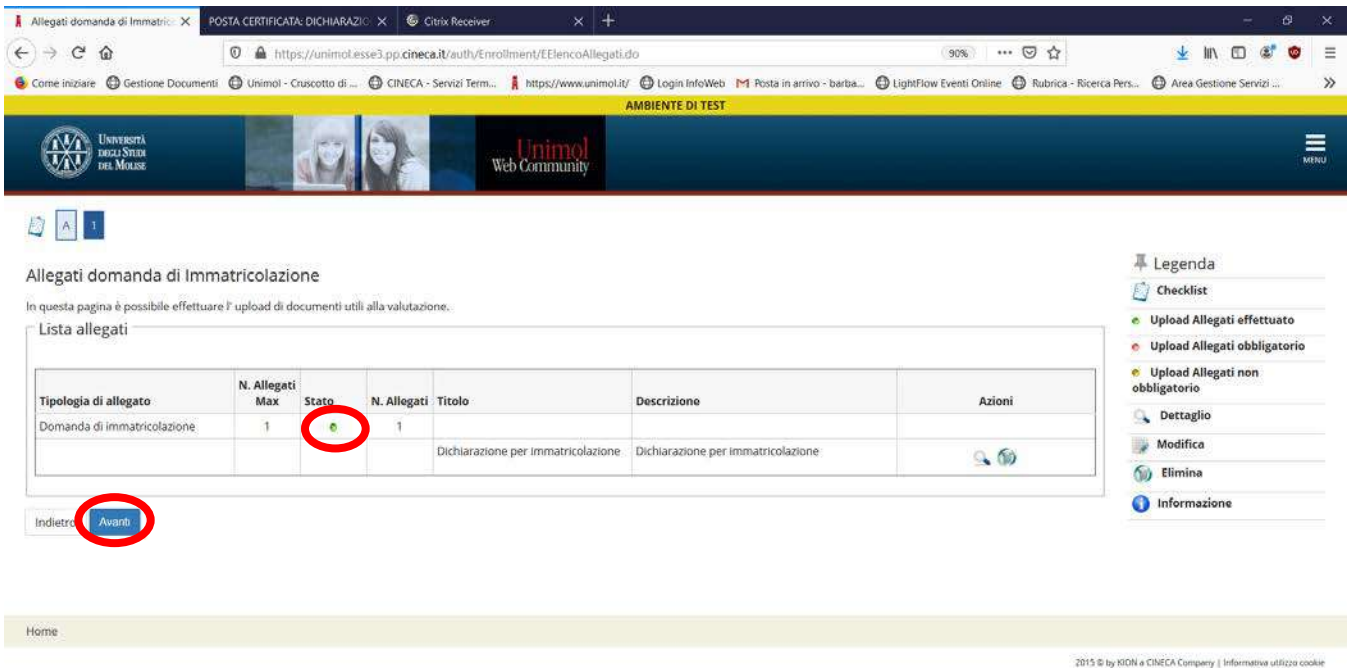 Allegati domanda di Immatric
POSTA CERTIFICATA: DICHIARAZIO
Citrix Receiver
https://unimol.esse3.pp.cineca.it/auth/Enrollment/EElencoAllegati.do
90%
Come iniziare Gestione Documenti Unimol - Cruscotto di ... CINECA - Servizi Term... https://www.unimol.it/ Login InfoWeb Posta in arrivo - barba... LightFlow Eventi Online Rubrica - Ricerca Pers... Area Gestione Servizi ...
AMBIENTE DI TEST
UNIVERSITÀ
DEGLI STUDI
DEL MOLISE
Unimol
Web Community
MENU
A 1
Allegati domanda di Immatricolazione
In questa pagina è possibile effettuare l' upload di documenti utili alla valutazione.
Lista allegati
Tipologia di allegato N. Allegati Max Stato N. Allegati Titolo Descrizione Azioni
Domanda di immatricolazione 1 1
Dichiarazione per immatricolazione Dichiarazione per immatricolazione
Indietro Avanti
Legenda
Checklist
Upload Allegati effettuato
Upload Allegati obbligatorio
Upload Allegati non
obbligatorio
Dettaglio
Modifica
Elimina
Informazione
Home
2015 © by KION a CINECA Company | Informativa utilizzo cookie